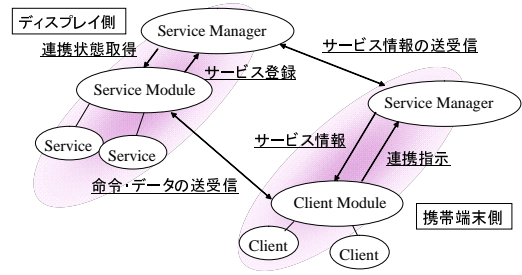 ディスプレイ側
Service Manager
連携状態取得
サービス情報の送受信
サービス登録
Service Module
Service Manager
サービス情報
Service
Service
連携指示
命令・データの送受信
Client Module
携帯端末側
Client
Client